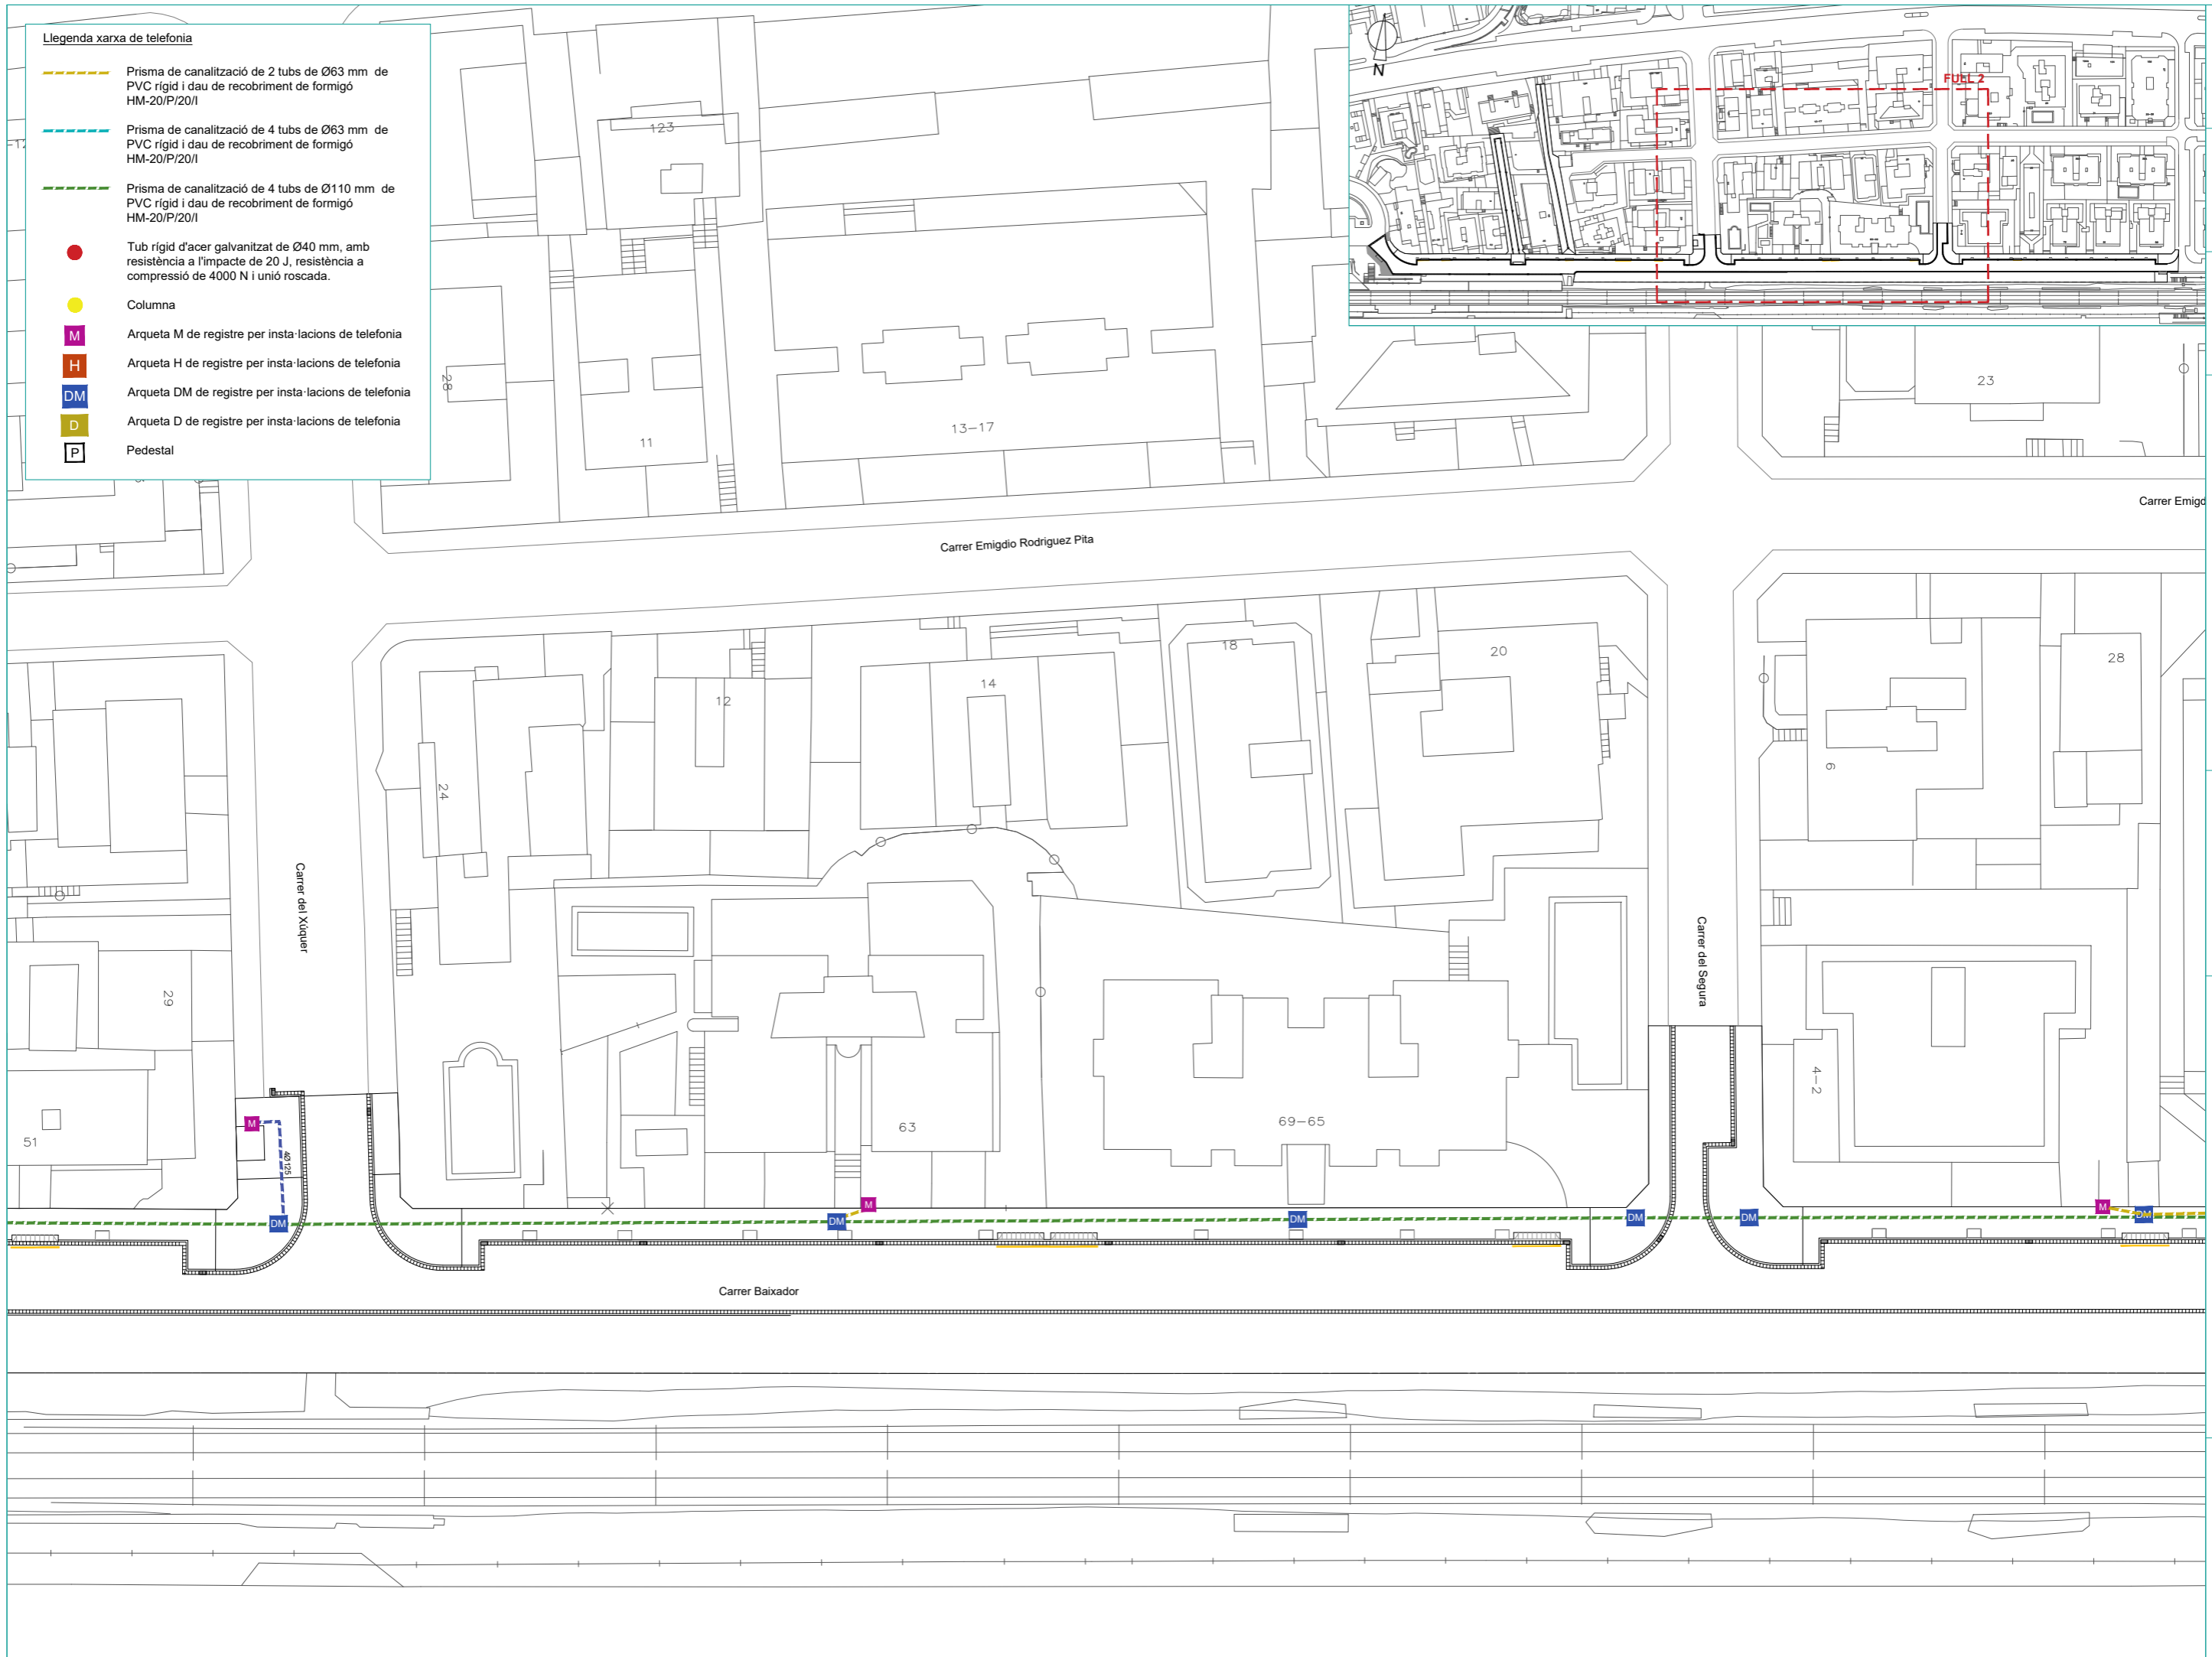 Llegenda xarxa de telefonia
Prisma de canalització de 2 tubs de Ø63 mm de
PVC rígid i dau de recobriment de formigó
HM-20/P/20/I
Prisma de canalització de 4 tubs de Ø63 mm de
PVC rígid i dau de recobriment de formigó
HM-20/P/20/I
Prisma de canalització de 4 tubs de Ø110 mm de
PVC rígid i dau de recobriment de formigó
HM-20/P/20/I
Tub rígid d'acer galvanitzat de Ø40 mm, amb
resistència a l'impacte de 20 J, resistència a
compressió de 4000 N i unió roscada.
Columna
M Arqueta M de registre per insta·lacions de telefonia
H Arqueta H de registre per insta·lacions de telefonia
DM Arqueta DM de registre per insta·lacions de telefonia
D Arqueta D de registre per insta·lacions de telefonia
P Pedestal
N
FULL 2
123
28
11
13-17
23
Carrer Emigd
Carrer Emigdio Rodriguez Pita
18
20
28
14
12
24
6
Carrer del Xúquer
Carrer del Segura
29
4-2
51
63
69-65
M
4Ø125
DM
DM
M
DM
DM
DM
M
DM
Carrer Baixador